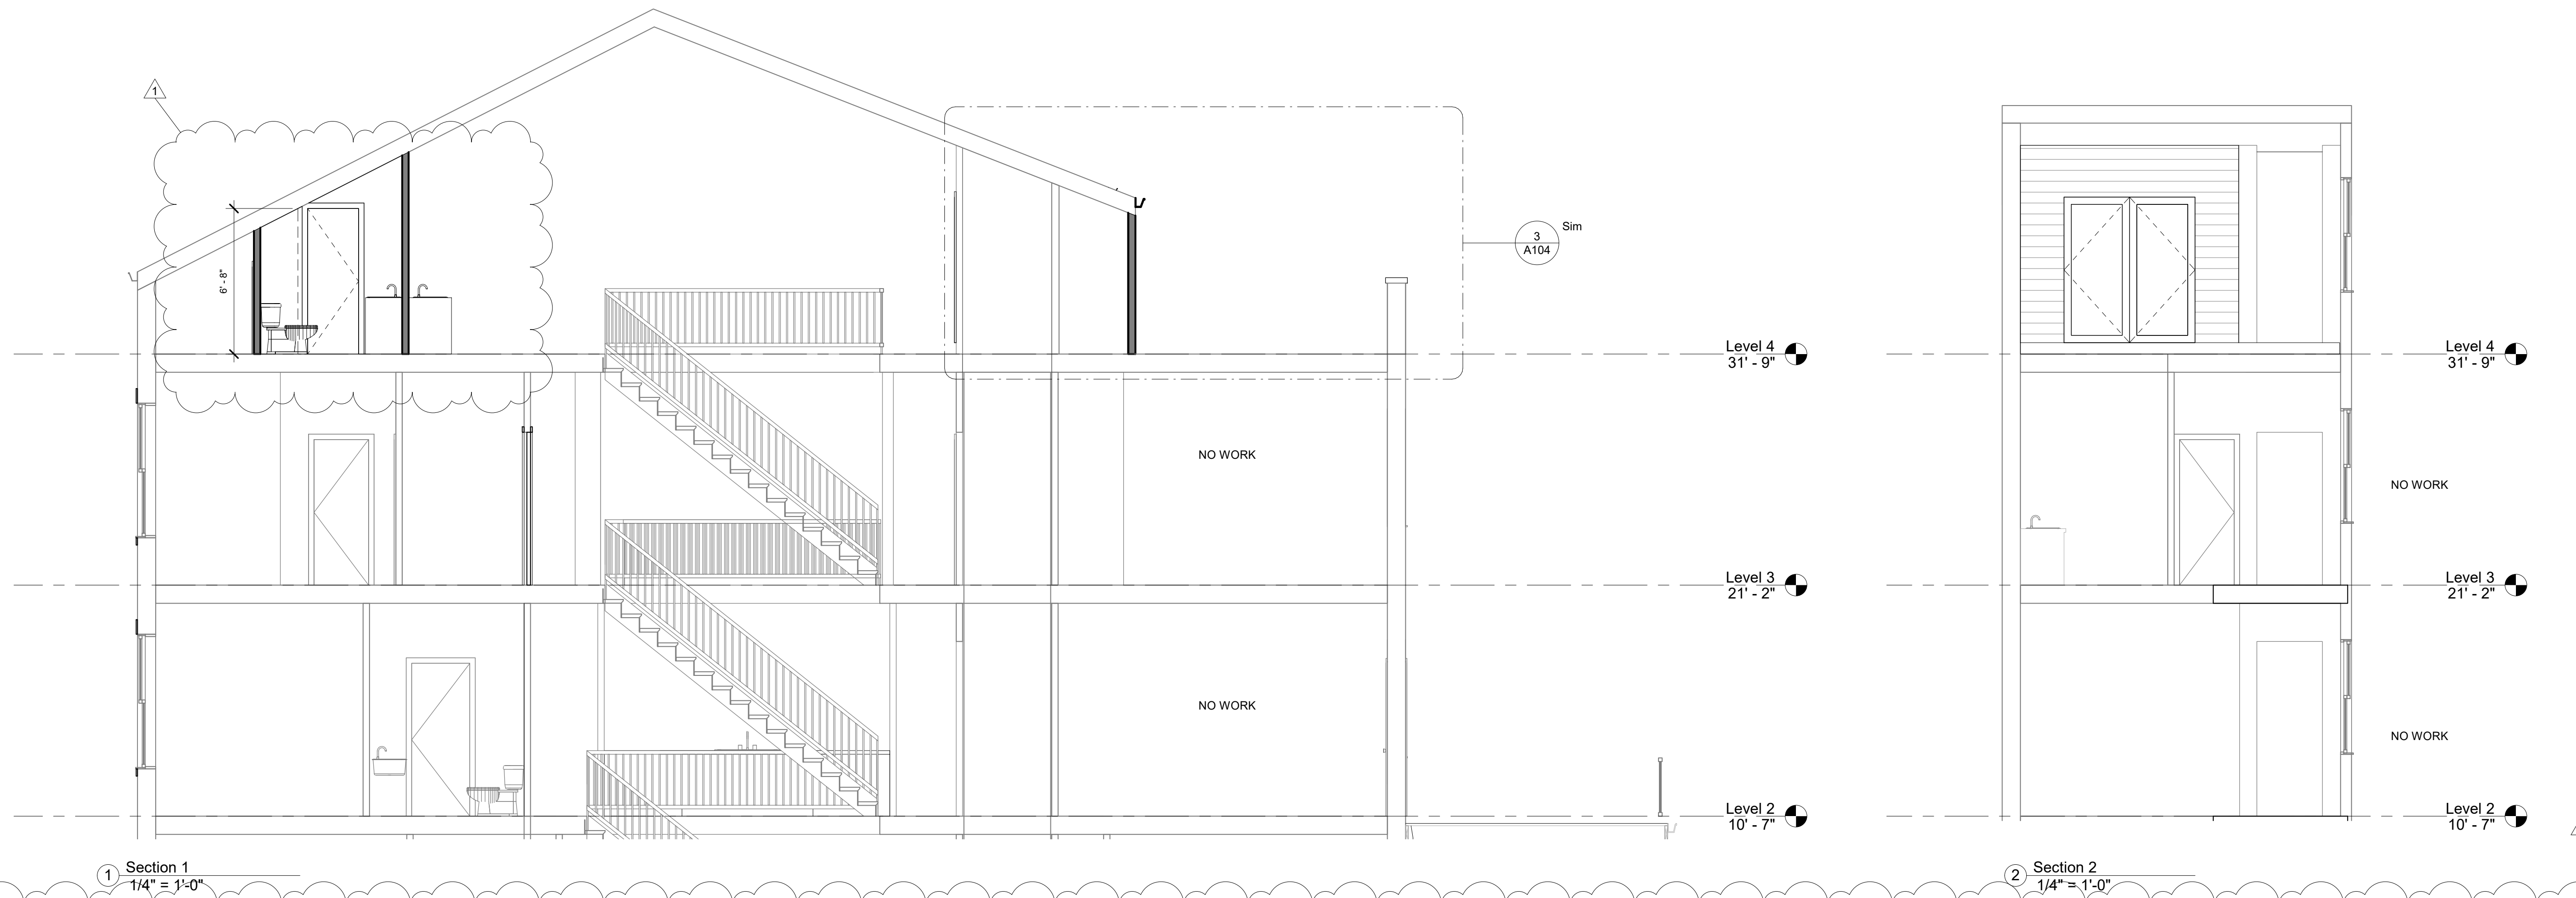 1
6' - 8"
3
A104
Sim
Level 4
31' - 9"
NO WORK
Level 3
21' - 2"
NO WORK
Level 2
10' - 7"
1
Section 1
1/4" = 1'-0"
Level 4
31' - 9"
NO WORK
Level 3
21' - 2"
NO WORK
Level 2
10' - 7"
2
Section 2
1/4" = 1'-0"